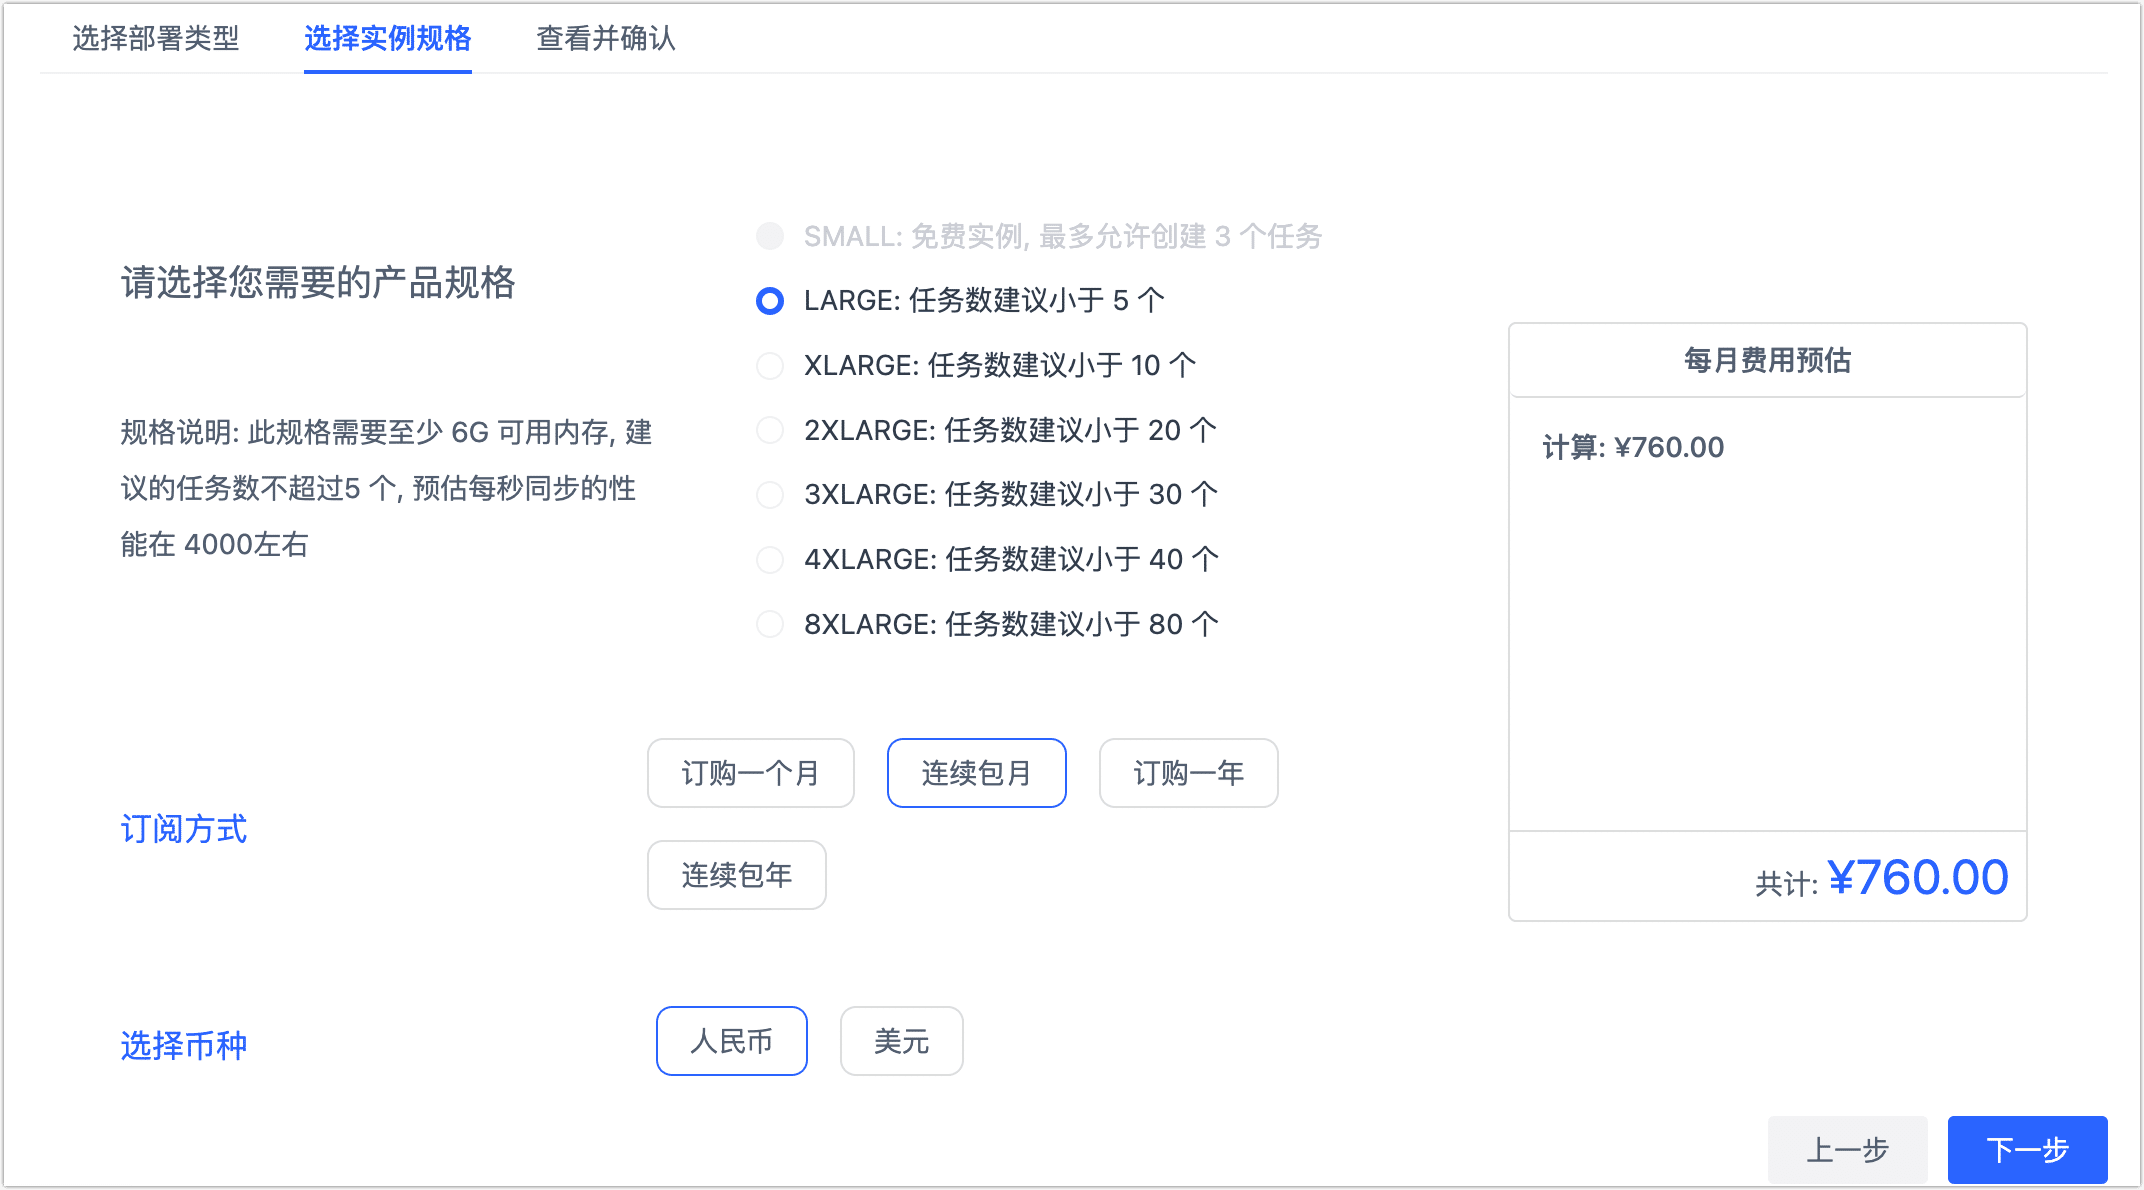 选择部署类型
选择实例规格
查看并确认
请选择您需要的产品规格
规格说明: 此规格需要至少 6G 可用内存, 建
议的任务数不超过5 个, 预估每秒同步的性
能在 4000左右
SMALL: 免费实例, 最多允许创建 3 个任务
LARGE: 任务数建议小于 5 个
XLARGE: 任务数建议小于 10 个
2XLARGE: 任务数建议小于 20 个
3XLARGE: 任务数建议小于 30 个
4XLARGE: 任务数建议小于 40 个
8XLARGE: 任务数建议小于 80 个
每月费用预估
计算: ¥760.00
共计: ¥760.00
订阅方式
订购一个月
连续包月
订购一年
连续包年
选择币种
人民币
美元
上一步
下一步